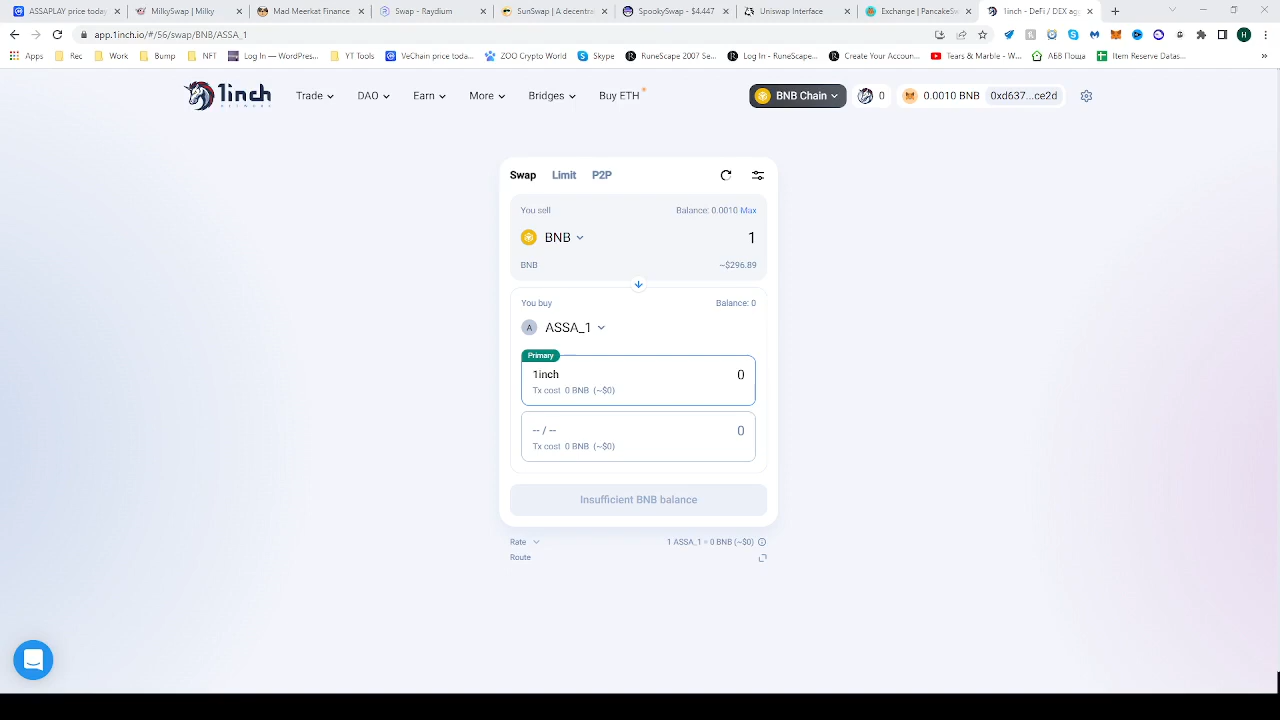 ASSAPLAY price today
MilkySwap | Milky
Mad Meerkat Finance
Swap - Raydium
SunSwap | A decentra
SpookySwap - $4.447
Uniswap Interface
Exchange | PancakeSw
1inch - DeFi / DEX ag
app.1inch.io/#/56/swap/BNB/ASSA_1
Apps
Rec
Work
Bump
NFT
Log In — WordPres...
YT Tools
VeChain price toda...
ZOO Crypto World
Skype
RuneScape 2007 Se...
Log In - RuneScape...
Create Your Accoun...
Tears & Marble - W...
АБВ Поща
Item Reserve Datas...
»
1inch
NETWORK
Trade
DAO
Earn
More
Bridges
Buy ETH
BNB Chain
0
0.0010 BNB
0xd637...ce2d
Swap
Limit
P2P
You sell
Balance: 0.0010 Max
BNB
1
BNB
~$296.89
You buy
Balance: 0
A
ASSA_1
Primary
1inch
0
Tx cost 0 BNB (~$0)
-- / --
0
Tx cost 0 BNB (~$0)
Insufficient BNB balance
Rate
1 ASSA_1 = 0 BNB (~$0)
Route